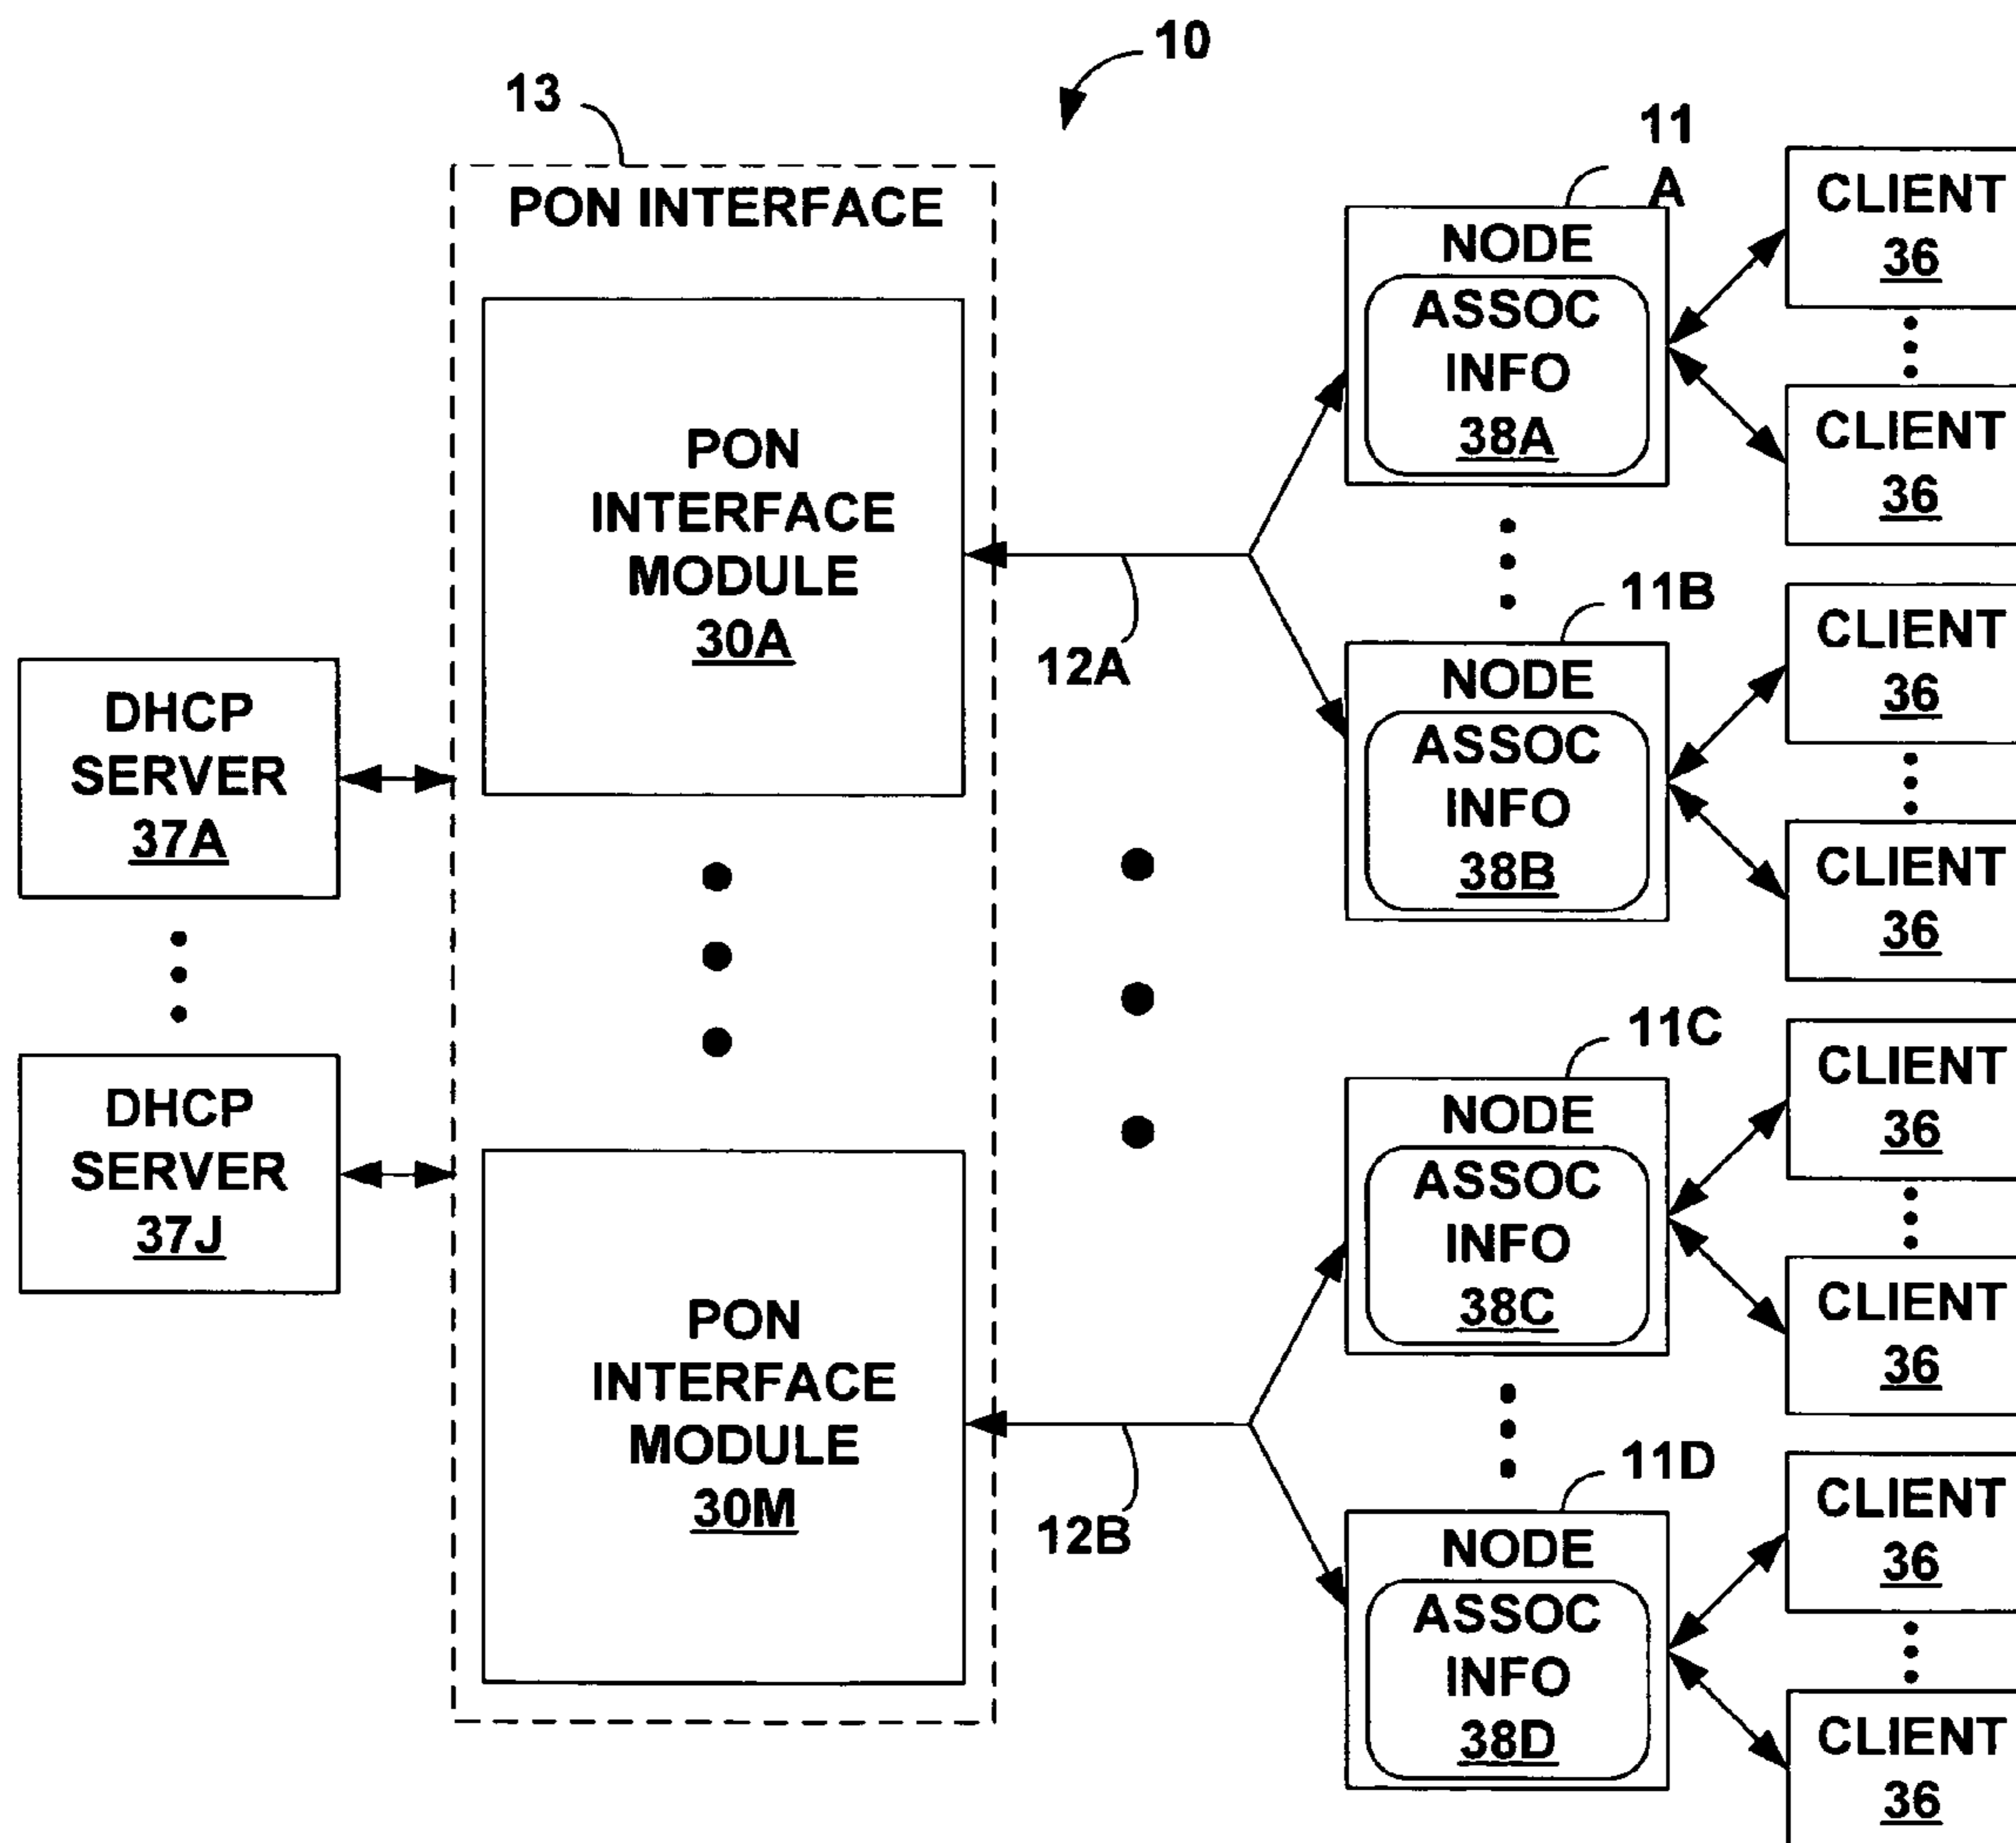 10
13
PON INTERFACE
PON
INTERFACE
MODULE
30A
12A
DHCP
SERVER
37A
DHCP
SERVER
37J
PON
INTERFACE
MODULE
30M
12B
11
A
NODE
ASSOC
INFO
38A
CLIENT
36
CLIENT
36
11B
NODE
ASSOC
INFO
38B
CLIENT
36
CLIENT
36
11C
NODE
ASSOC
INFO
38C
CLIENT
36
CLIENT
36
11D
NODE
ASSOC
INFO
38D
CLIENT
36
CLIENT
36